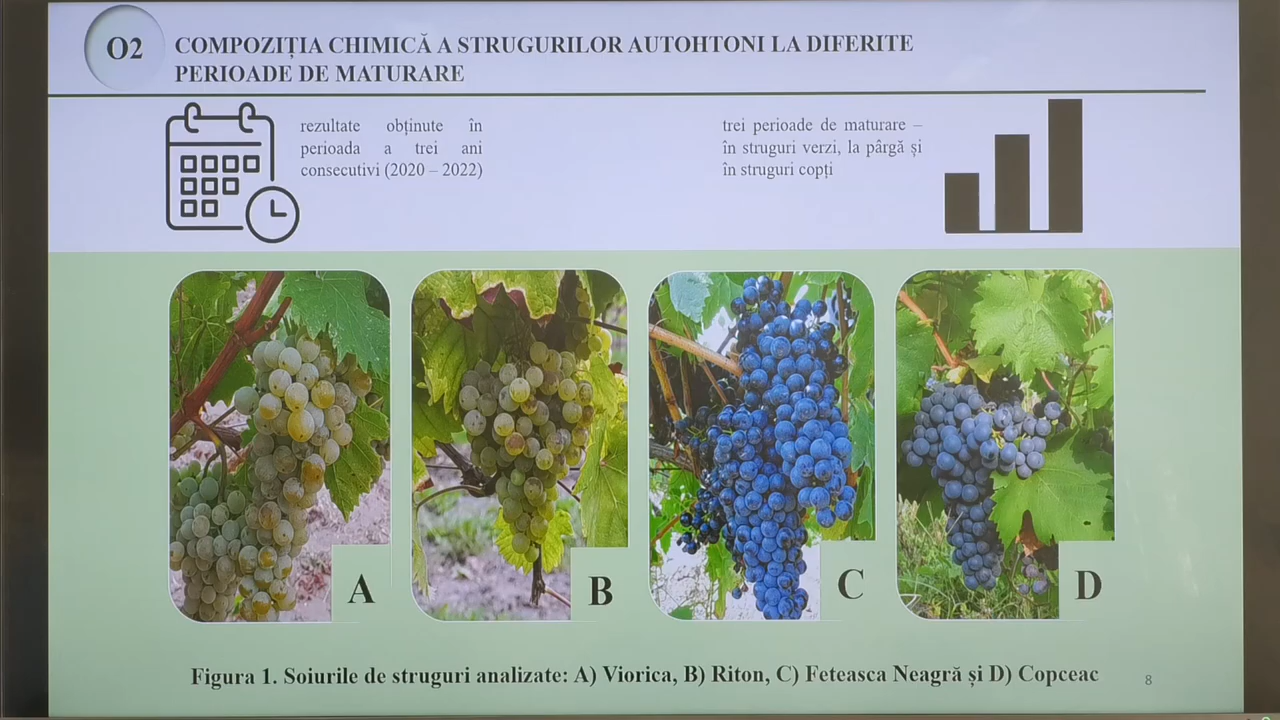 O2
COMPOZIȚIA CHIMICĂ A STRUGURILOR AUTOHTONI LA DIFERITE
PERIOADE DE MATURARE
rezultate obținute în
perioada a trei ani
consecutivi (2020 – 2022)
trei perioade de maturare –
în struguri verzi, la pârgă și
în struguri copți
A
B
C
D
Figura 1. Soiurile de struguri analizate: A) Viorica, B) Riton, C) Feteasca Neagră și D) Copceac
8